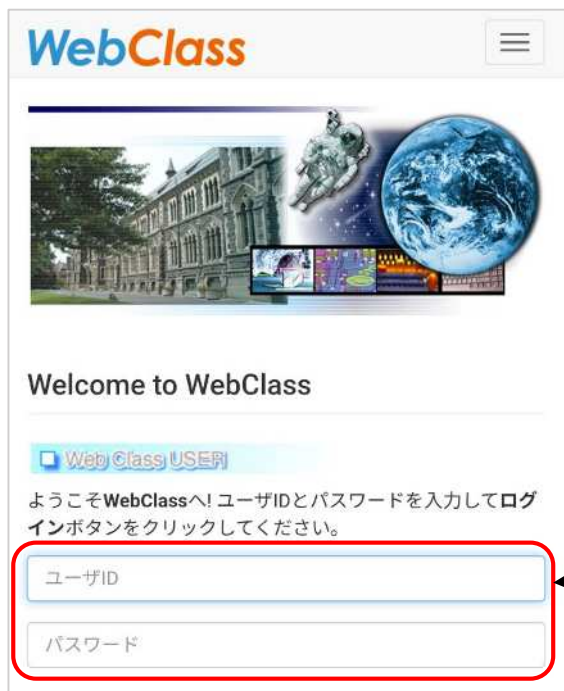 WebClass
Welcome to WebClass
Web Class USER
ようこそWebClassへ! ユーザIDとパスワードを入力してログ
インボタンをクリックしてください。
ユーザID
パスワード